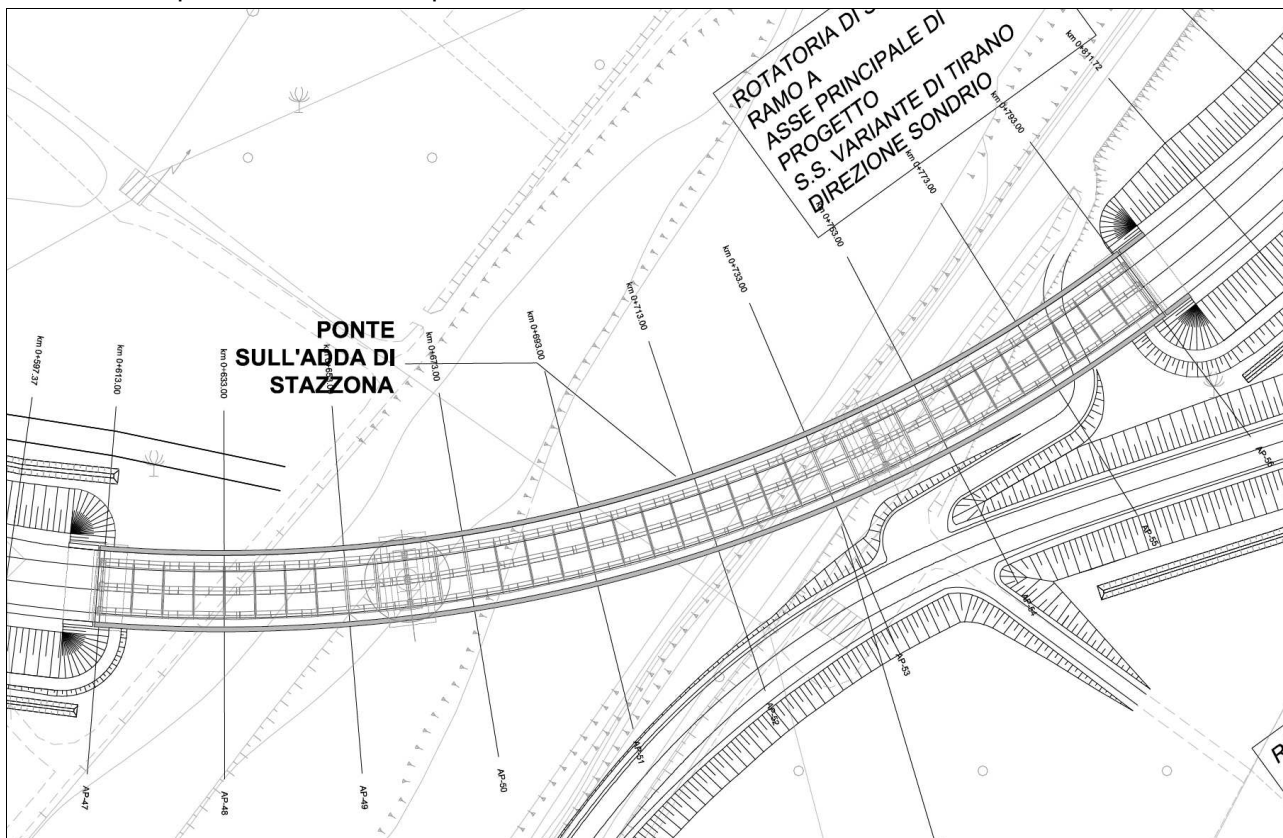 ROTATORIA DI
RAMO A
ASSE PRINCIPALE DI
PROGETTO
S.S. VARIANTE DI TIRANO
DIREZIONE SONDRIO
km 0+811.72
km 0+793.00
km 0+773.00
km 0+753.00
km 0+733.00
km 0+713.00
km 0+693.00
km 0+673.00
km 0+633.00
km 0+613.00
km 0+597.37
PONTE
SULL'ADDA DI
STAZZONA
AP-47
AP-48
AP-49
AP-50
AP-51
AP-52
AP-53
AP-54
AP-55
AP-56